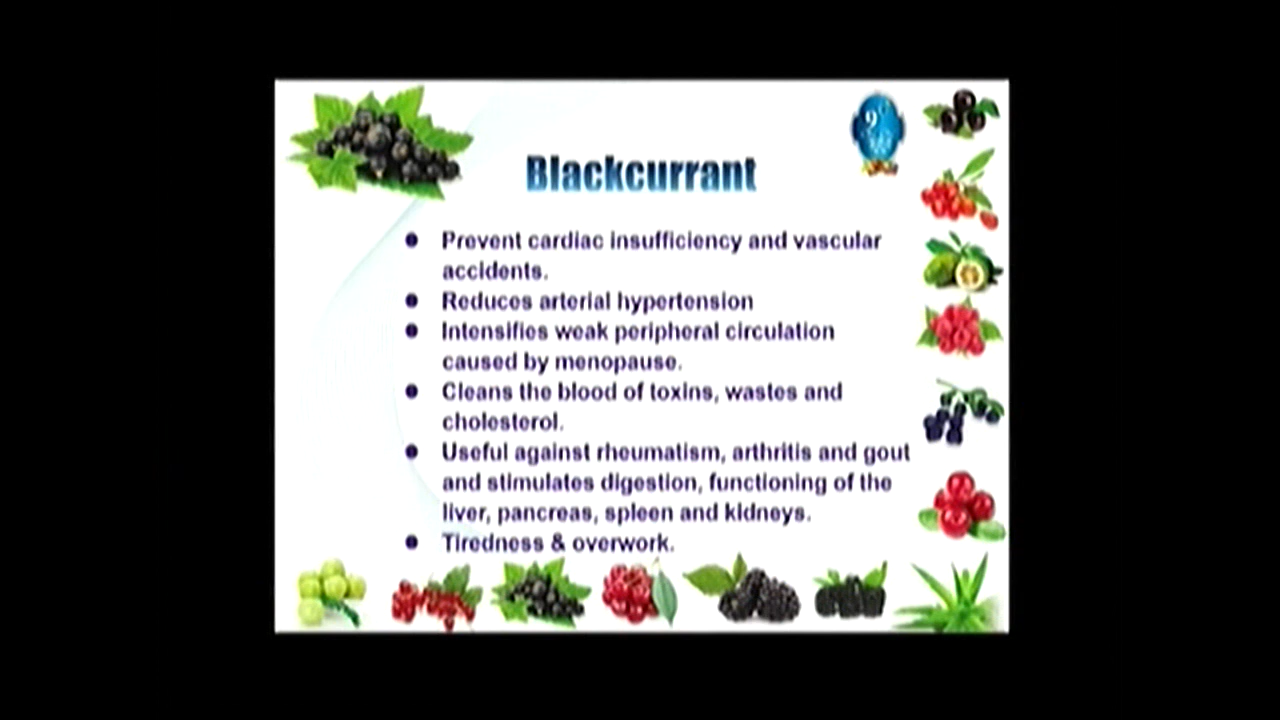 Blackcurrant
● Prevent cardiac insufficiency and vascular
accidents.
● Reduces arterial hypertension
● Intensifies weak peripheral circulation
caused by menopause.
● Cleans the blood of toxins, wastes and
cholesterol.
● Useful against rheumatism, arthritis and gout
and stimulates digestion, functioning of the
liver, pancreas, spleen and kidneys.
● Tiredness & overwork.